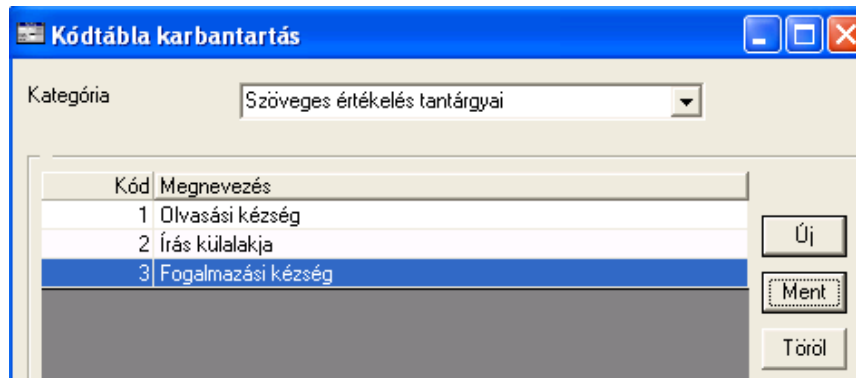 Kódtábla karbantartás
Kategória Szöveges értékelés tantárgyai
Kód Megnevezés
1 Olvasási kézség
2 Írás külalakja
3 Fogalmazási kézség
Új
Ment
Töröl